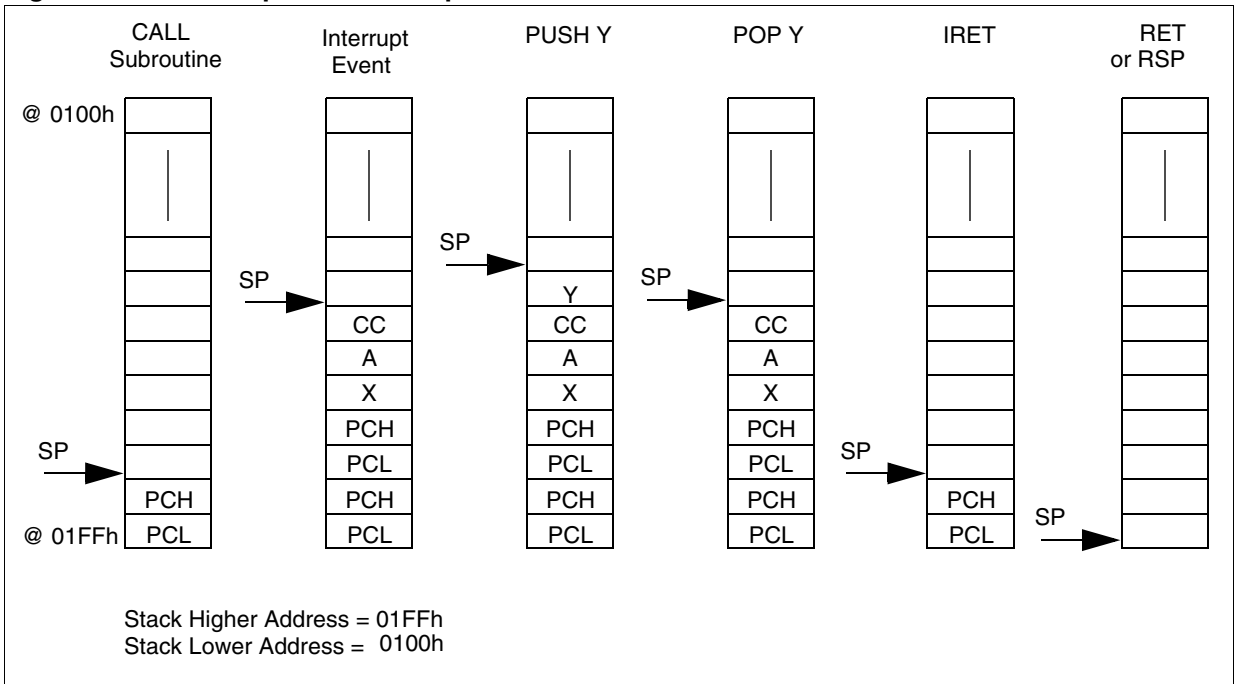 CALL
Subroutine
Interrupt
Event
PUSH Y
POP Y
IRET
RET
or RSP
@ 0100h
SP
SP
SP
Y
CC
CC
CC
A
A
A
X
X
X
PCH
PCH
PCH
SP
SP
PCL
PCL
PCL
PCH
PCH
PCH
PCH
PCH
SP
@ 01FFh
PCL
PCL
PCL
PCL
PCL
Stack Higher Address = 01FFh
Stack Lower Address = 0100h